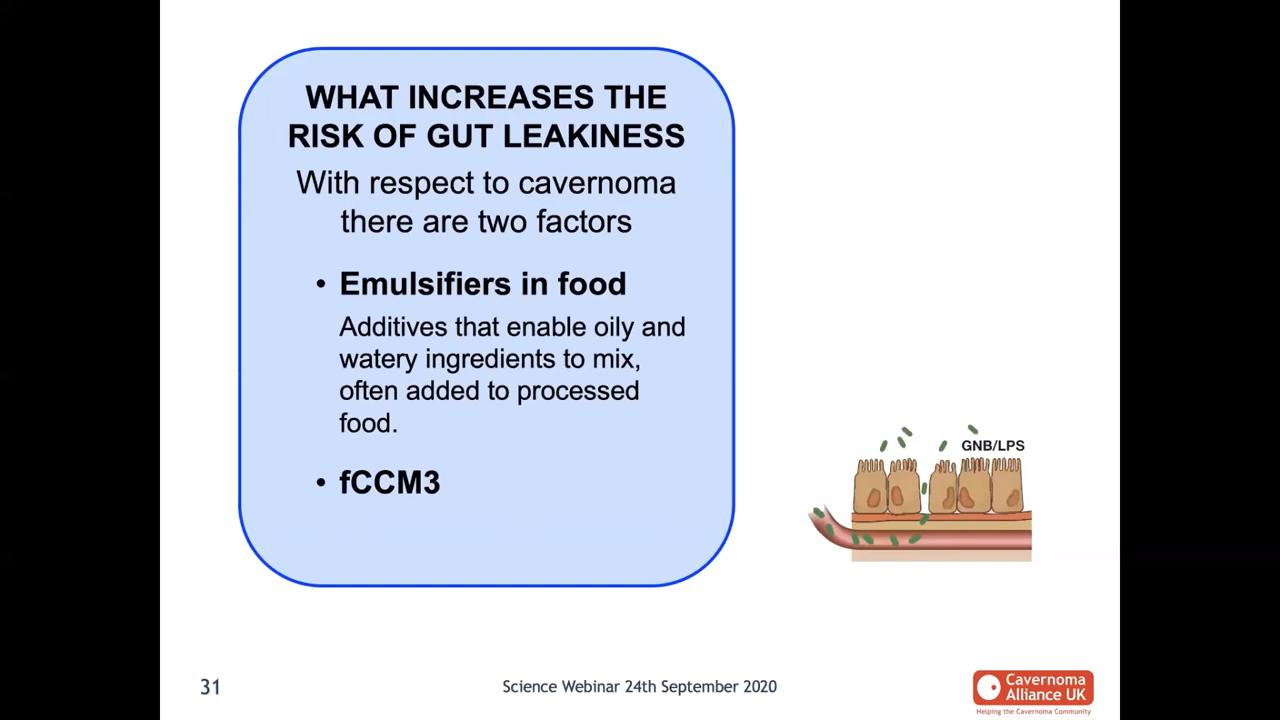 WHAT INCREASES THE
RISK OF GUT LEAKINESS
With respect to cavernoma
there are two factors
• Emulsifiers in food
Additives that enable oily and
watery ingredients to mix,
often added to processed
food.
• fCCM3
GNB/LPS
31
Science Webinar 24th September 2020
Cavernoma
Alliance UK
Helping the Cavernoma Community